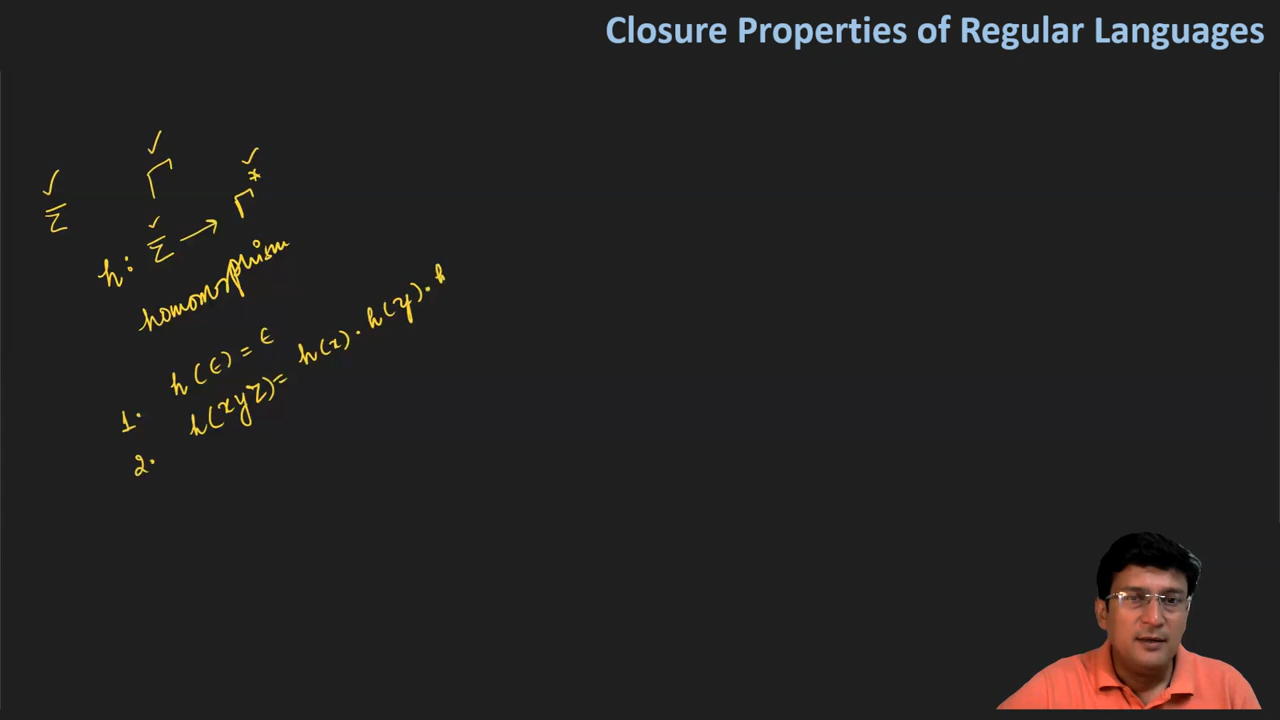 Closure Properties of Regular Languages
Σ Γ
h: Σ → Γ*
homomorphism
1. h(ϵ) = ϵ
2. h(xyz) = h(x) . h(y) . h